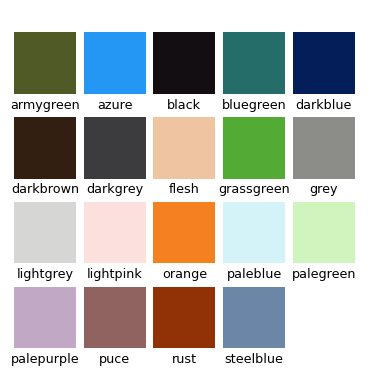 armygreen azure black bluegreen darkblue
darkbrown darkgrey flesh grassgreen grey
lightgrey lightpink orange paleblue palegreen
palepurple puce rust steelblue